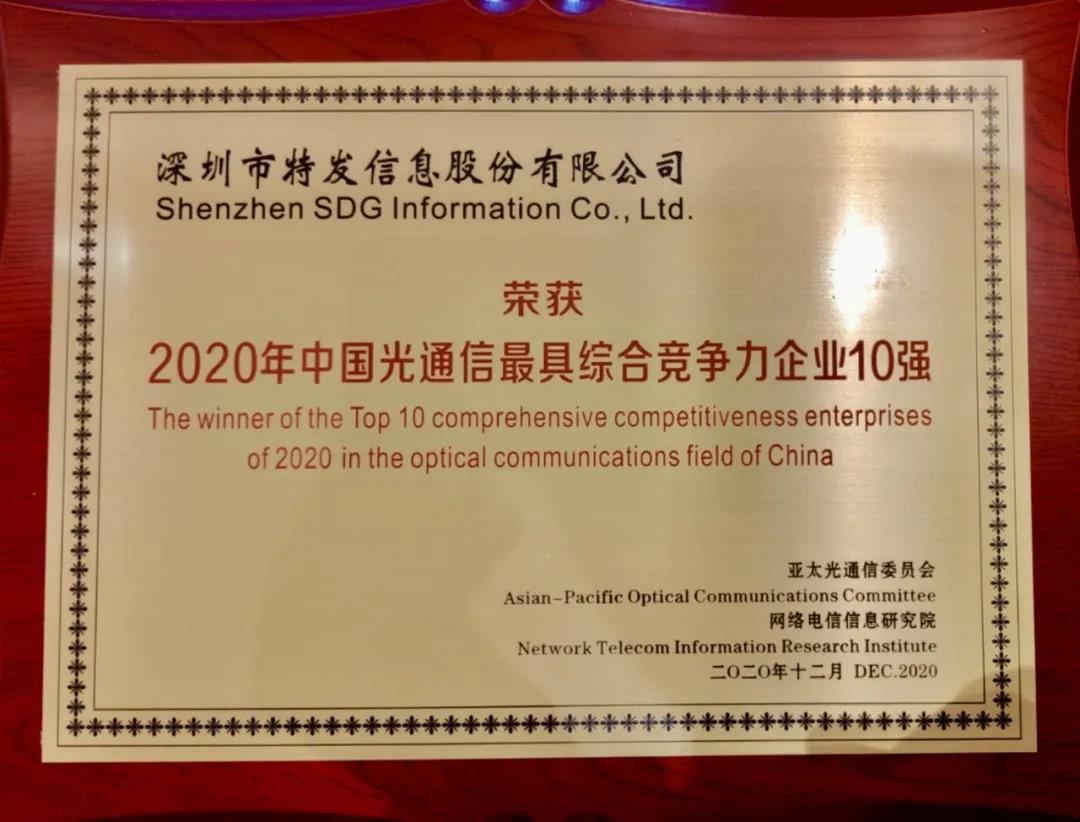 深圳市特发信息股份有限公司
Shenzhen SDG Information Co., Ltd.
荣获
2020年中国光通信最具综合竞争力企业10强
The winner of the Top 10 comprehensive competitiveness enterprises
of 2020 in the optical communications field of China
亚太光通信委员会
Asian-Pacific Optical Communications Committee
网络电信信息研究院
Network Telecom Information Research Institute
二〇二〇年十二月 DEC.2020